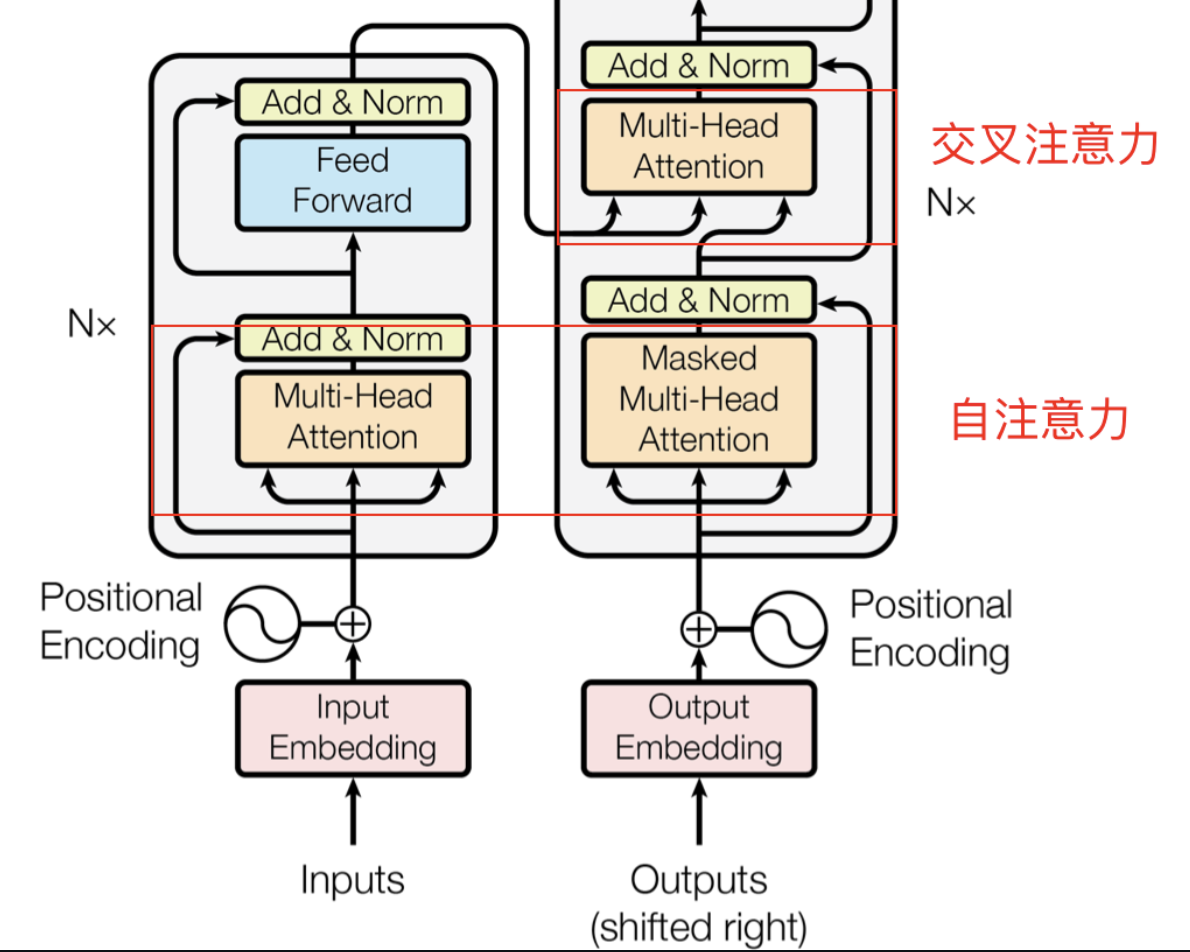 Add & Norm
Feed
Forward
Nx
Add & Norm
Multi-Head
Attention
Positional
Encoding
Input
Embedding
Inputs
Add & Norm
Multi-Head
Attention
交叉注意力
N×
Add & Norm
Masked
Multi-Head
Attention
自注意力
Positional
Encoding
Output
Embedding
Outputs
(shifted right)